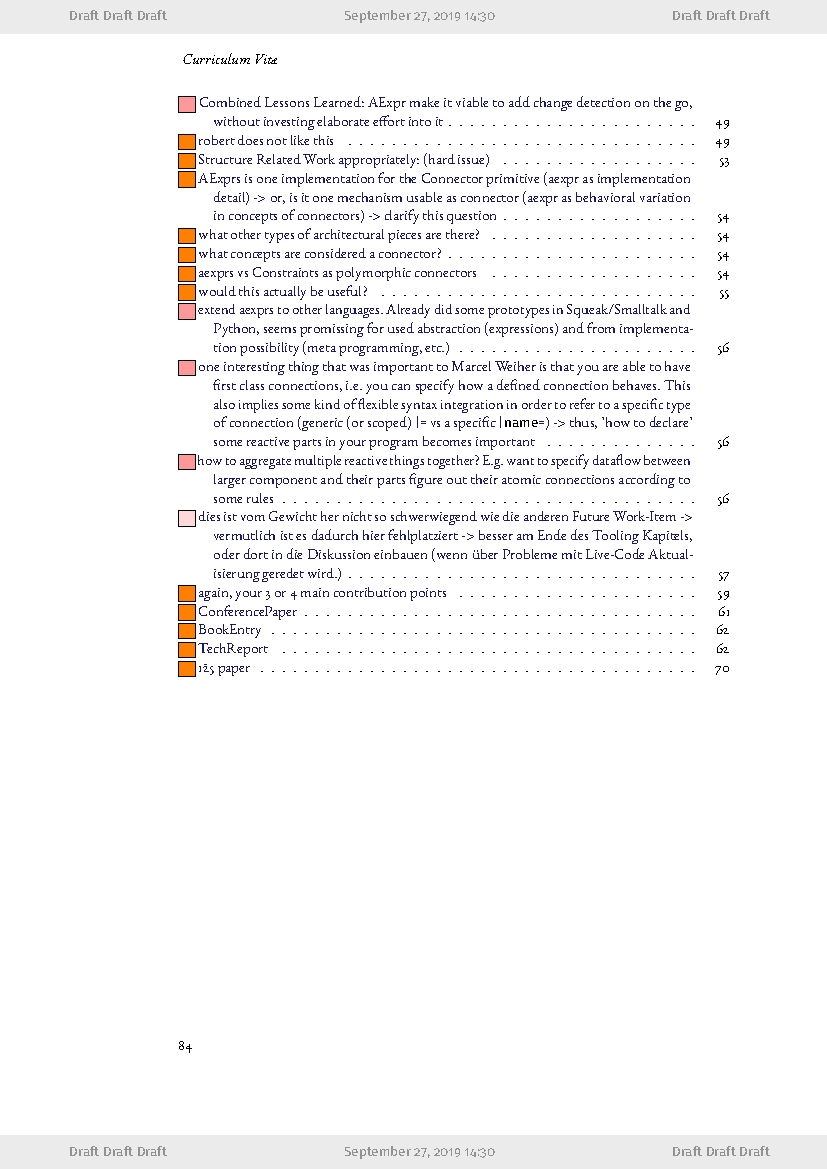 Draft Draft Draft September 27, 2019 14:30 Draft Draft Draft
Curriculum Vitæ
Combined Lessons Learned: AExpr make it viable to add change detection on the go,
without investing elaborate effort into it . . . . . . . . . . . . . . . . . . . . . . . 49
robert does not like this . . . . . . . . . . . . . . . . . . . . . . . . . . . . . . . . 49
Structure Related Work appropriately: (hard issue) . . . . . . . . . . . . . . . . . . 53
AExprs is one implementation for the Connector primitive (aexpr as implementation
detail) -> or, is it one mechanism usable as connector (aexpr as behavioral variation
in concepts of connectors) -> clarify this question . . . . . . . . . . . . . . . . . . 54
what other types of architectural pieces are there? . . . . . . . . . . . . . . . . . . . 54
what concepts are considered a connector? . . . . . . . . . . . . . . . . . . . . . . . 54
aexprs vs Constraints as polymorphic connectors . . . . . . . . . . . . . . . . . . . 54
would this actually be useful? . . . . . . . . . . . . . . . . . . . . . . . . . . . . . 55
extend aexprs to other languages. Already did some prototypes in Squeak/Smalltalk and
Python, seems promissing for used abstraction (expressions) and from implementa-
tion possibility (meta programming, etc.) . . . . . . . . . . . . . . . . . . . . . . 56
one interesting thing that was important to Marcel Weiher is that you are able to have
first class connections, i.e. you can specify how a defined connection behaves. This
also implies some kind of flexible syntax integration in order to refer to a specific type
of connection (generic (or scoped) |= vs a specific |name=) -> thus, 'how to declare'
some reactive parts in your program becomes important . . . . . . . . . . . . . . 56
how to aggregate multiple reactive things together? E.g. want to specify dataflow between
larger component and their parts figure out their atomic connections according to
some rules . . . . . . . . . . . . . . . . . . . . . . . . . . . . . . . . . . . . . . 56
dies ist vom Gewicht her nicht so schwerwiegend wie die anderen Future Work-Item ->
vermutlich ist es dadurch hier fehlplatziert -> besser am Ende des Tooling Kapitels,
oder dort in die Diskussion einbauen (wenn über Probleme mit Live-Code Aktual-
isierung geredet wird.) . . . . . . . . . . . . . . . . . . . . . . . . . . . . . . . . 57
again, your 3 or 4 main contribution points . . . . . . . . . . . . . . . . . . . . . . 59
ConferencePaper . . . . . . . . . . . . . . . . . . . . . . . . . . . . . . . . . . . . 61
BookEntry . . . . . . . . . . . . . . . . . . . . . . . . . . . . . . . . . . . . . . . 62
TechReport . . . . . . . . . . . . . . . . . . . . . . . . . . . . . . . . . . . . . . 62
125 paper . . . . . . . . . . . . . . . . . . . . . . . . . . . . . . . . . . . . . . . . 70
84
Draft Draft Draft September 27, 2019 14:30 Draft Draft Draft